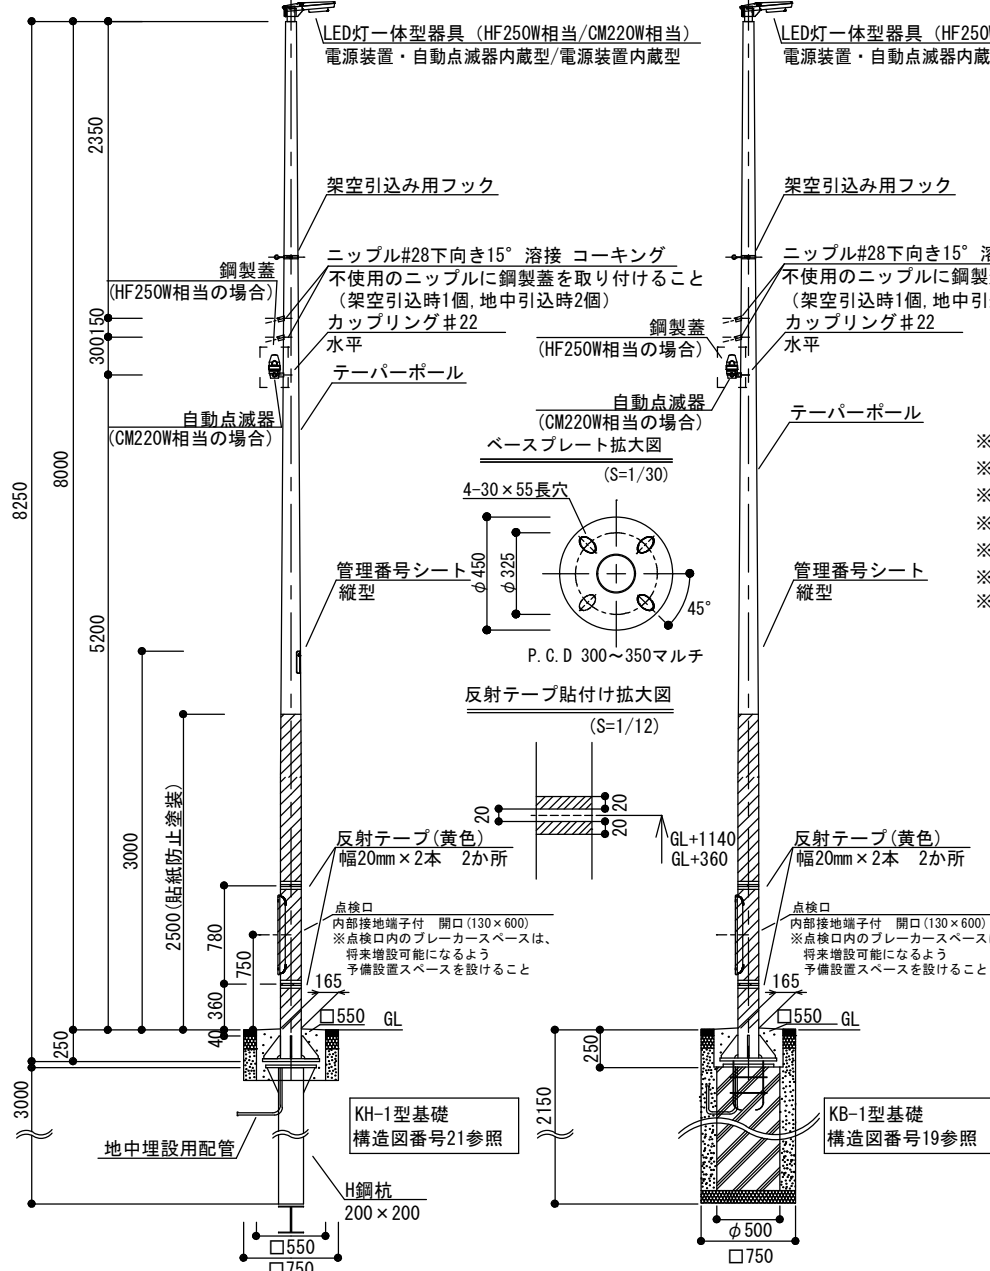 LED灯一体型器具 (HF250W相当/CM220W相当)
電源装置・自動点滅器内蔵型/電源装置内蔵型
2350
架空引込み用フック
ニップル#28下向き15° 溶接 コーキング
不使用のニップルに鋼製蓋を取り付けること
(架空引込時1個,地中引込時2個)
鋼製蓋
(HF250W相当の場合)
カップリング＃22
水平
150
300
テーパーポール
自動点滅器
(CM220W相当の場合)
8250
8000
5200
管理番号シート
縦型
3000
2500(貼紙防止塗装)
反射テープ(黄色)
幅20mm×2本 2か所
点検口
内部接地端子付 開口(130×600)
※点検口内のブレーカースペースは、
将来増設可能になるよう
予備設置スペースを設けること
780
750
360
165
□550 GL
40
250
3000
KH-1型基礎
構造図番号21参照
地中埋設用配管
H鋼杭
200×200
□550
□750
ベースプレート拡大図
(S=1/30)
4-30×55長穴
φ450
φ325
45°
P.C.D 300～350マルチ
反射テープ貼付け拡大図
(S=1/12)
20
20
20
GL+1140
GL+360
LED灯一体型器具 (HF250W
電源装置・自動点滅器内蔵
架空引込み用フック
ニップル#28下向き15°
不使用のニップルに鋼製
(架空引込時1個,地中引
鋼製蓋
(HF250W相当の場合)
カップリング＃22
水平
自動点滅器
(CM220W相当の場合)
テーパーポール
※
※
※
※
※
※
※
管理番号シート
縦型
反射テープ(黄色)
幅20mm×2本 2か所
点検口
内部接地端子付 開口(130×600)
※点検口内のブレーカースペース
将来増設可能になるよう
予備設置スペースを設けること
165
□550 GL
250
2150
KB-1型基礎
構造図番号19参照
φ500
□750